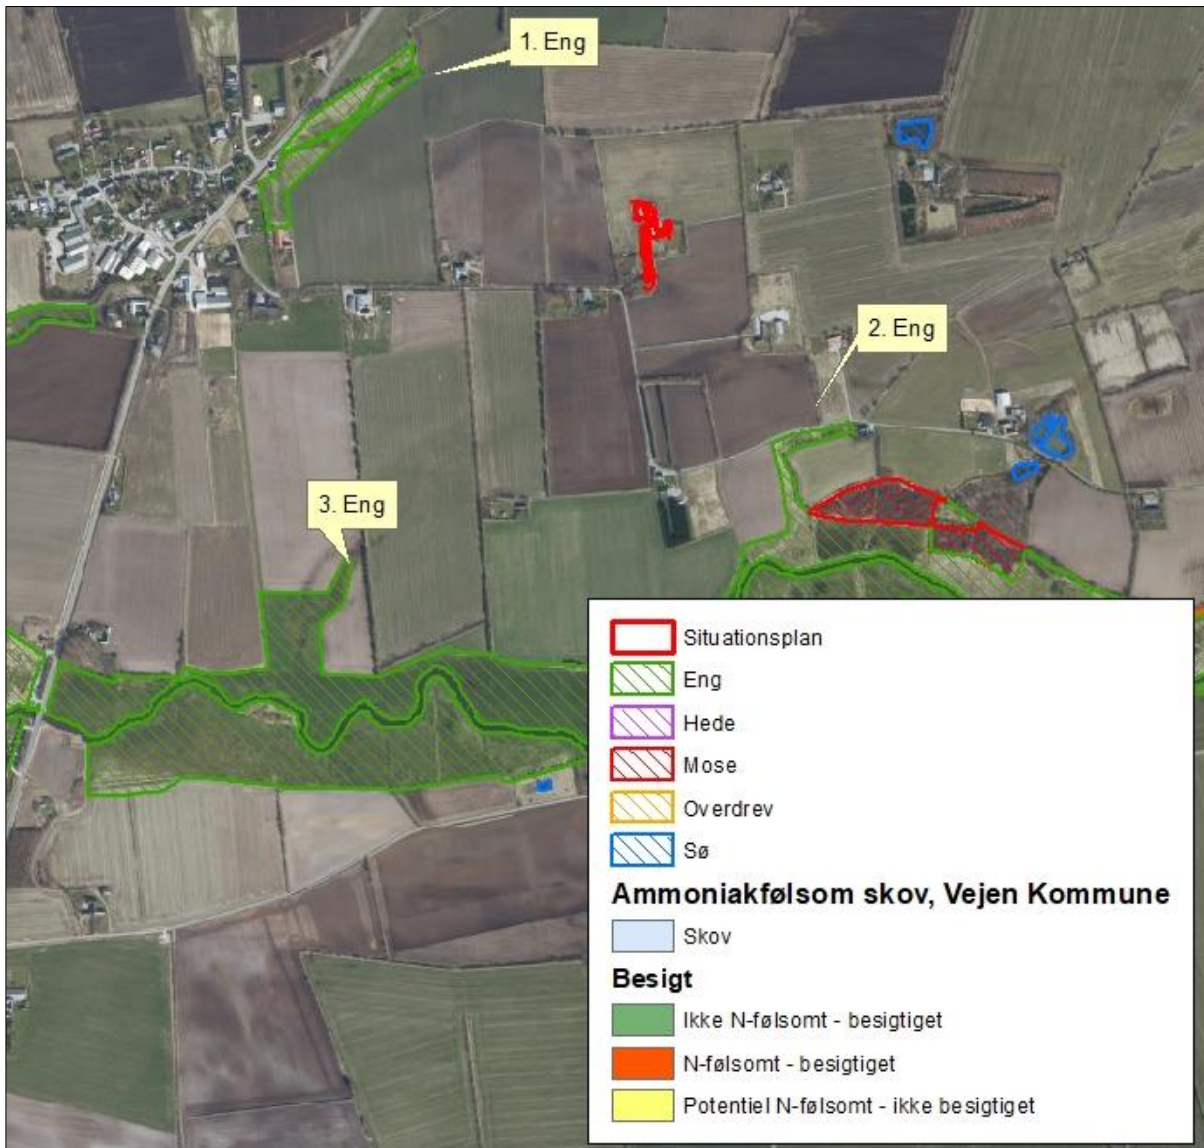 1. Eng
2. Eng
3. Eng
Situationsplan
Eng
Hede
Mose
Overdrev
Sø
Ammoniakfølsom skov, Vejen Kommune
Skov
Besigt
Ikke N-følsomt - besigtiget
N-følsomt - besigtiget
Potentiel N-følsomt - ikke besigtiget